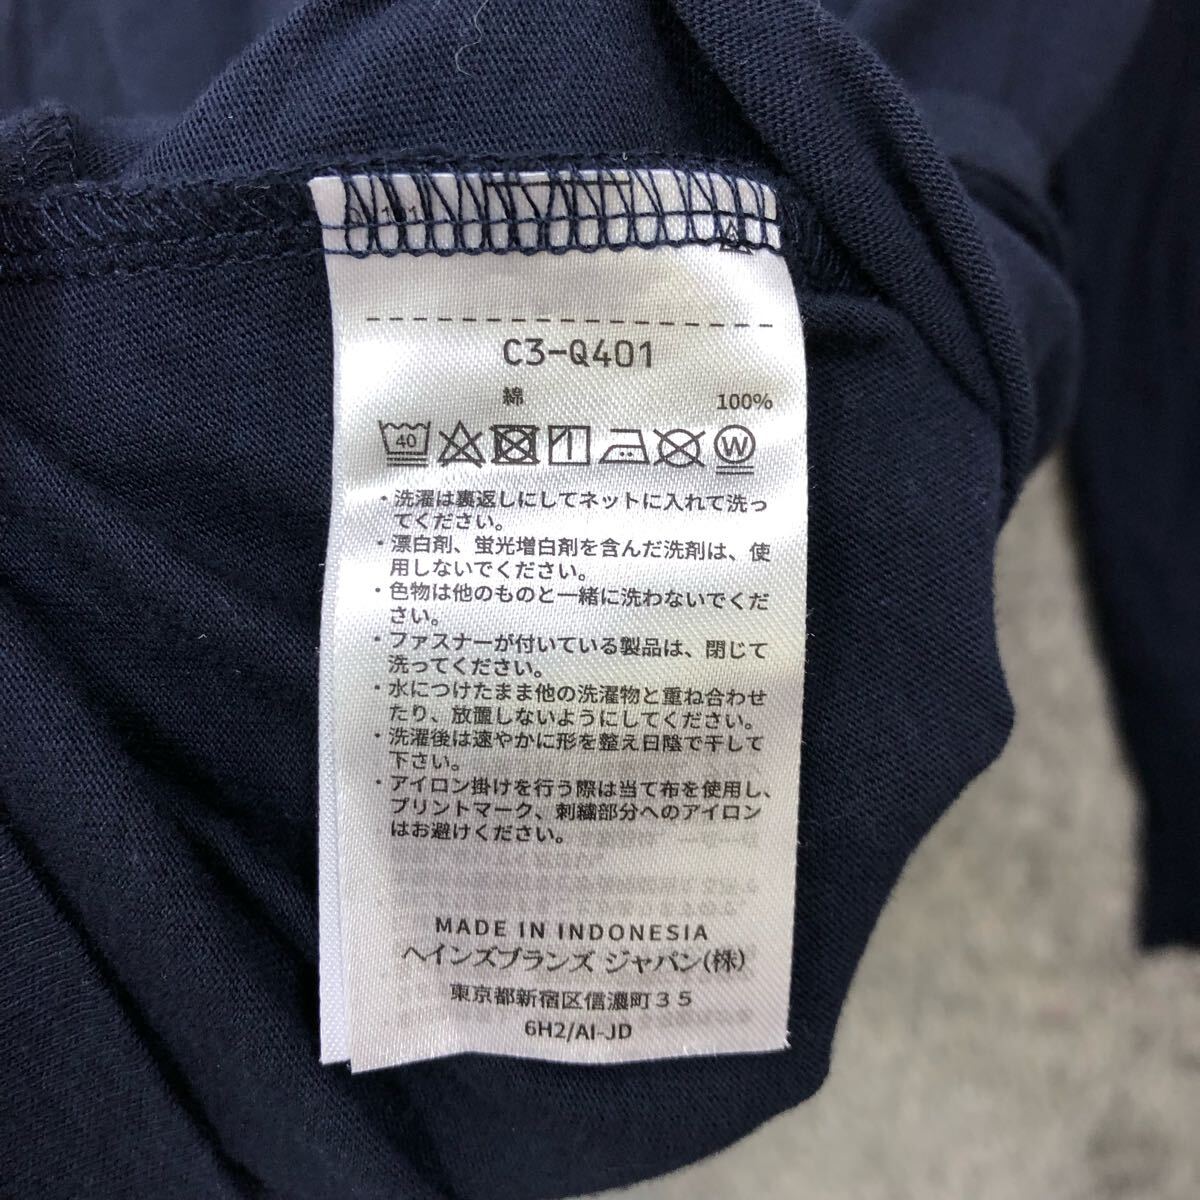 C3-Q401
綿 100%
40 W
・洗濯は裏返しにしてネットに入れて洗っ
てください。
・漂白剤、蛍光増白剤を含んだ洗剤は、使
用しないでください。
・色物は他のものと一緒に洗わないでくだ
さい。
・ファスナーが付いている製品は、閉じて
洗ってください。
・水につけたまま他の洗濯物と重ね合わせ
たり、放置しないようにしてください。
・洗濯後は速やかに形を整え日陰で干して
下さい。
・アイロン掛けを行う際は当て布を使用し、
プリントマーク、刺繍部分へのアイロン
はお避けください。
MADE IN INDONESIA
ヘインズブランズ ジャパン(株)
東京都新宿区信濃町３５
6H2/AI-JD